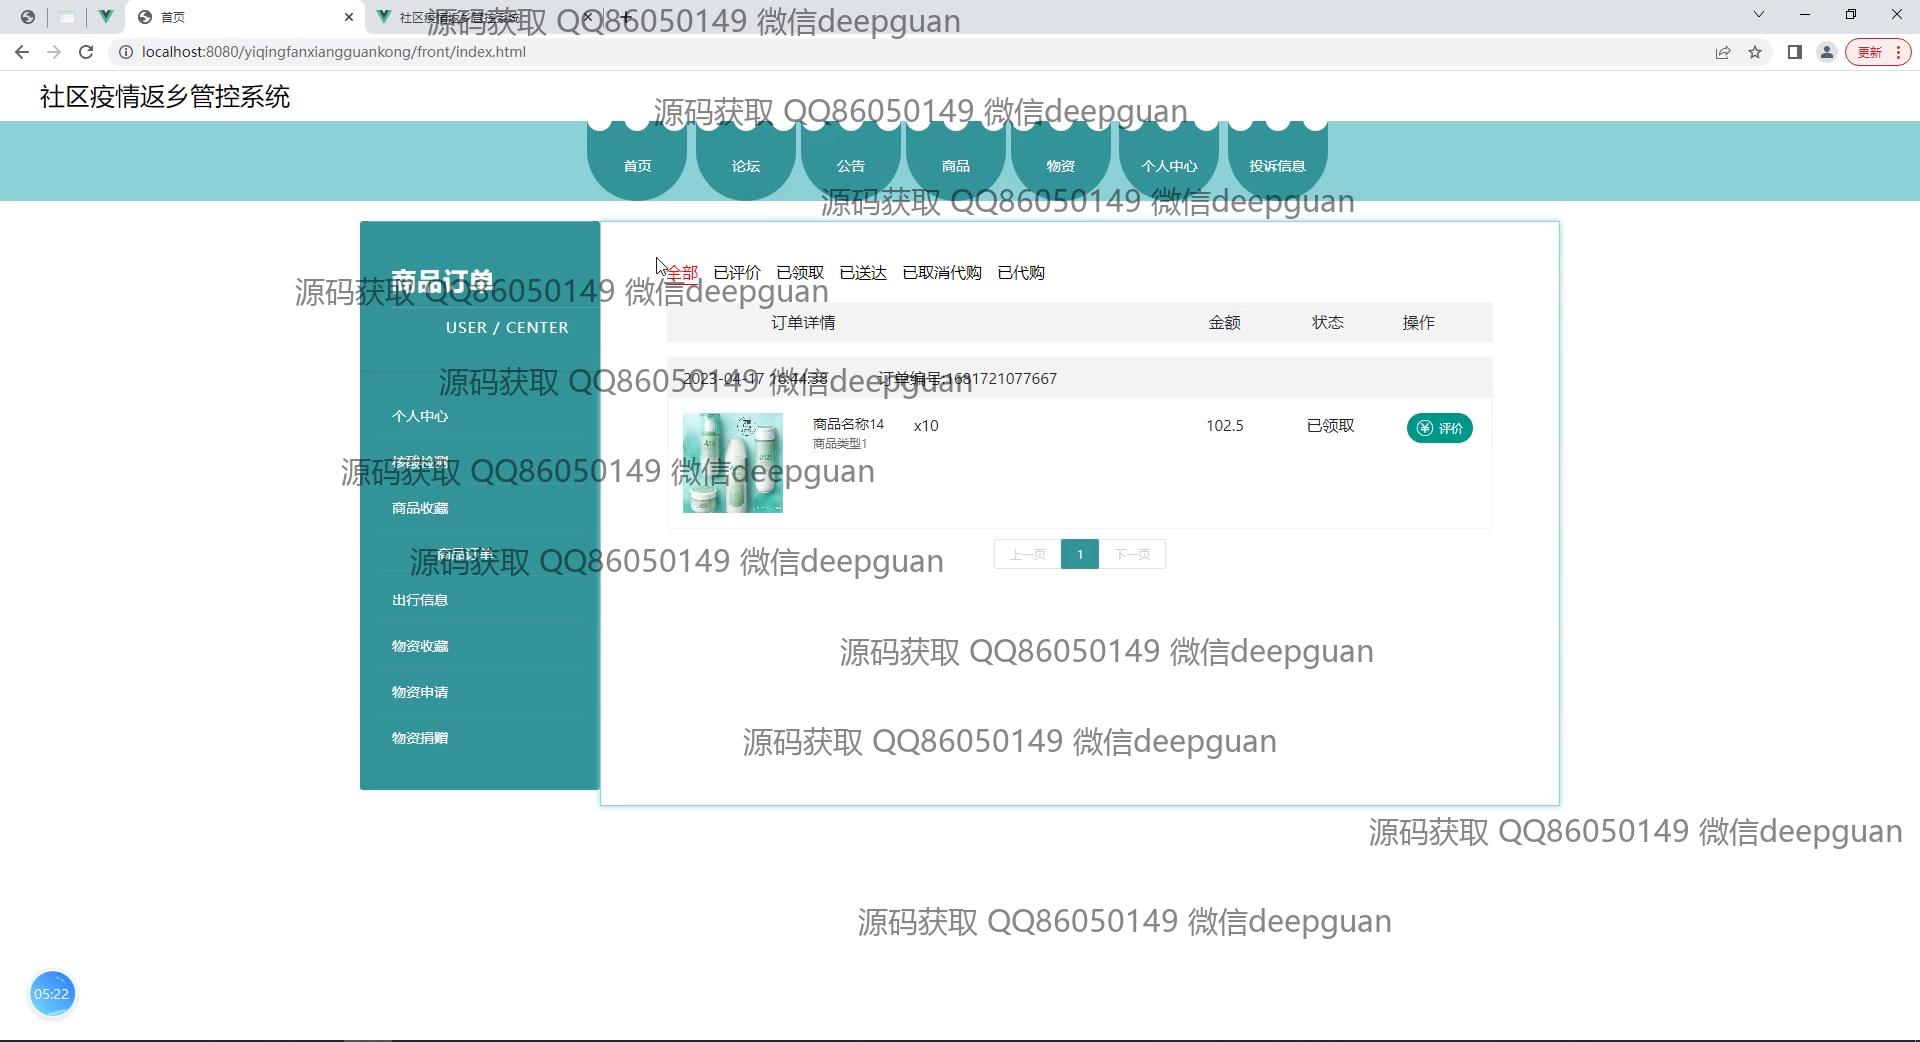 首页
社区疫情返乡管控系统
源码获取 QQ86050149 微信deepguan
localhost:8080/yiqingfanxiangguankong/front/index.html
更新
社区疫情返乡管控系统
源码获取 QQ86050149 微信deepguan
首页 论坛 公告 商品 物资 个人中心 投诉信息
源码获取 QQ86050149 微信deepguan
商品订单
USER / CENTER
全部 已评价 已领取 已送达 已取消代购 已代购
源码获取 QQ86050149 微信deepguan
订单详情 金额 状态 操作
2023-04-17 16:44:38 订单编号:1681721077667
源码获取 QQ86050149 微信deepguan
个人中心
商品名称14 x10 102.5 已领取 评价
商品类型1
核酸检测
源码获取 QQ86050149 微信deepguan
商品收藏
商品订单
上一页 1 下一页
源码获取 QQ86050149 微信deepguan
出行信息
物资收藏
源码获取 QQ86050149 微信deepguan
物资申请
物资捐赠
源码获取 QQ86050149 微信deepguan
源码获取 QQ86050149 微信deepguan
源码获取 QQ86050149 微信deepguan
05:22